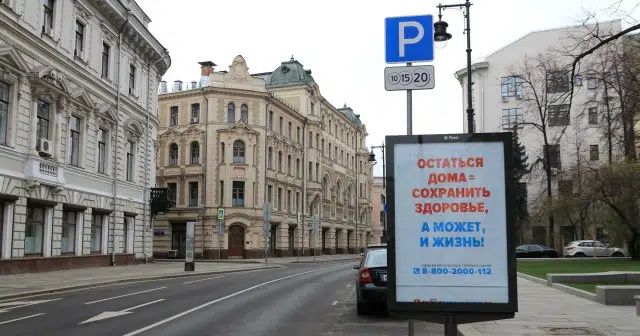 P
10 15 20
ОСТАТЬСЯ
ДОМА=
СОХРАНИТЬ
ЗДОРОВЬЕ,
А МОЖЕТ,
И ЖИЗНЬ!
8-800-2000-112